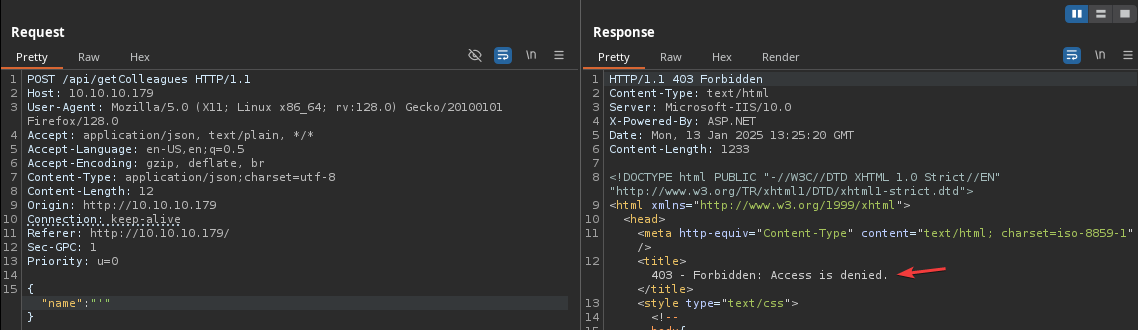 Request
Pretty Raw Hex \n
1 POST /api/getColleagues HTTP/1.1
2 Host: 10.10.10.179
3 User-Agent: Mozilla/5.0 (X11; Linux x86_64; rv:128.0) Gecko/20100101
Firefox/128.0
4 Accept: application/json, text/plain, */*
5 Accept-Language: en-US,en;q=0.5
6 Accept-Encoding: gzip, deflate, br
7 Content-Type: application/json;charset=utf-8
8 Content-Length: 12
9 Origin: http://10.10.10.179
10 Connection: keep-alive
11 Referer: http://10.10.10.179/
12 Sec-GPC: 1
13 Priority: u=0
14
15 {
"name":"'"
}
Response
Pretty Raw Hex Render \n
1 HTTP/1.1 403 Forbidden
2 Content-Type: text/html
3 Server: Microsoft-IIS/10.0
4 X-Powered-By: ASP.NET
5 Date: Mon, 13 Jan 2025 13:25:20 GMT
6 Content-Length: 1233
7
8 <!DOCTYPE html PUBLIC "-//W3C//DTD XHTML 1.0 Strict//EN"
"http://www.w3.org/TR/xhtml1/DTD/xhtml1-strict.dtd">
9 <html xmlns="http://www.w3.org/1999/xhtml">
10 <head>
11 <meta http-equiv="Content-Type" content="text/html; charset=iso-8859-1"
/>
12 <title>
403 - Forbidden: Access is denied.
</title>
13 <style type="text/css">
14 <!--
15 body{